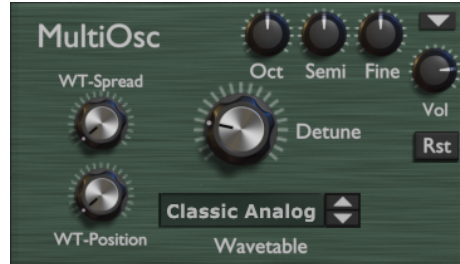 MultiOsc
Oct Semi Fine
WT-Spread
Vol
Detune
Rst
Classic Analog
WT-Position
Wavetable